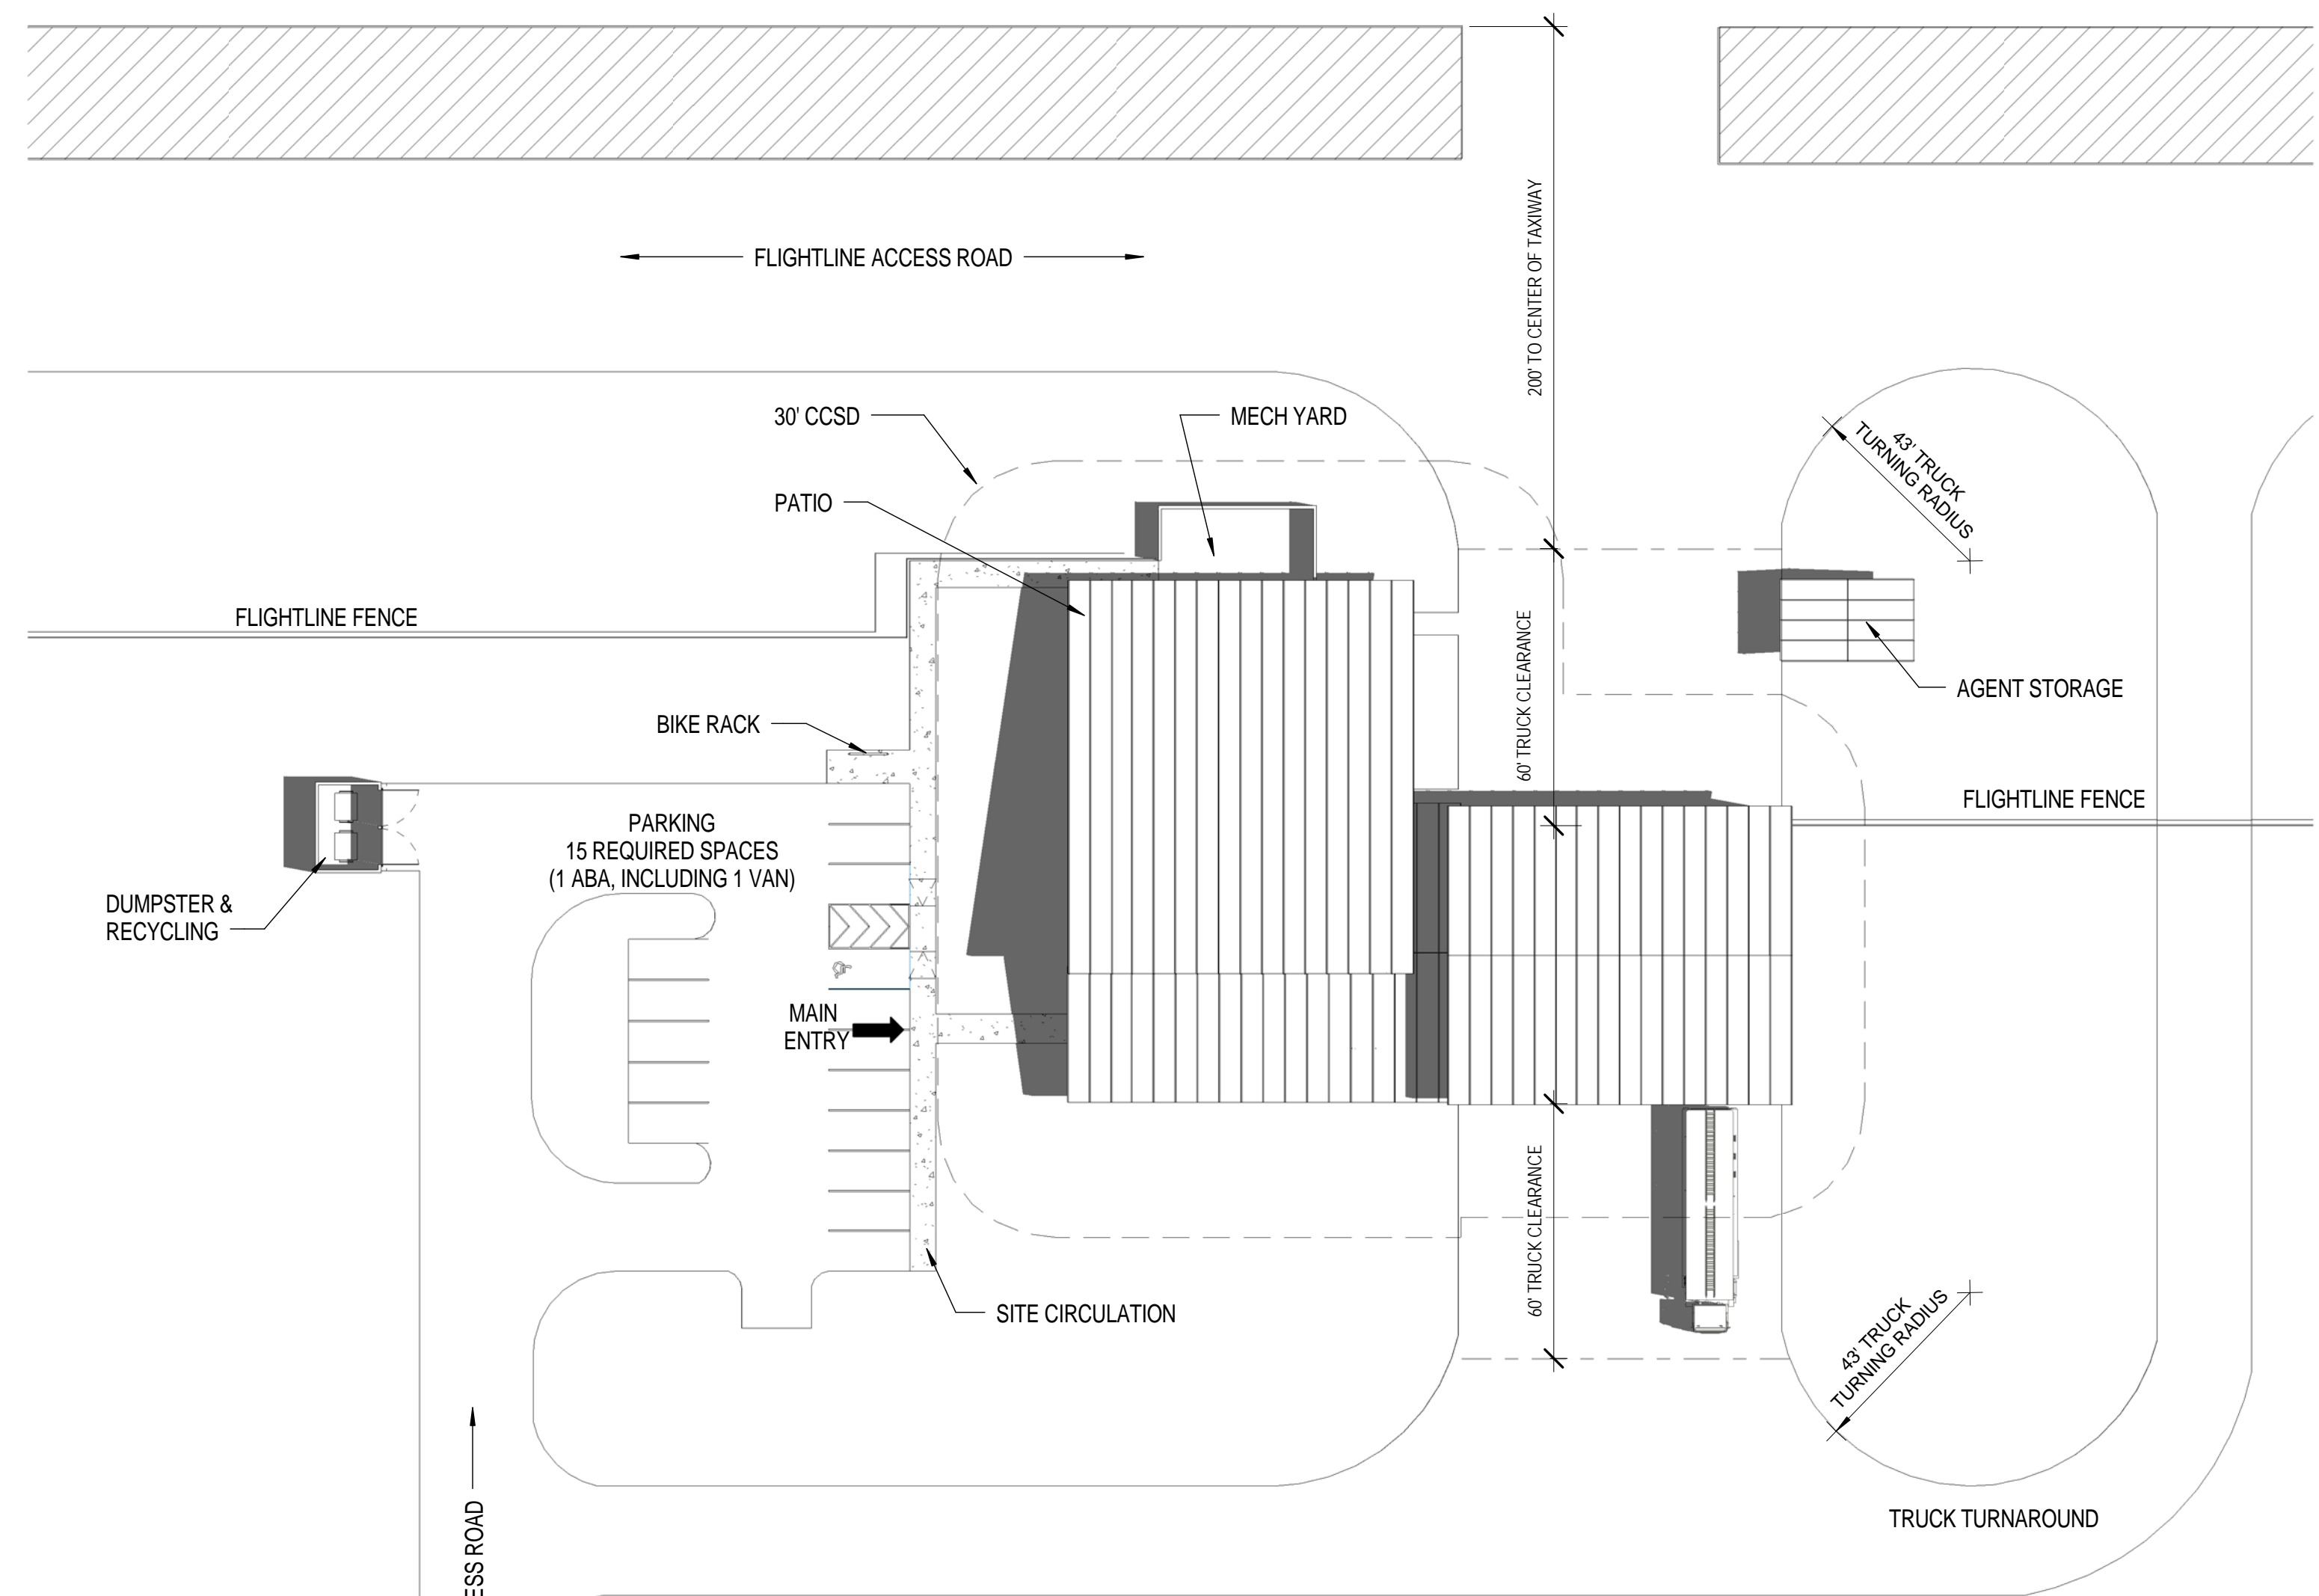 FLIGHTLINE ACCESS ROAD
200' TO CENTER OF TAXIWAY
30' CCSD
MECH YARD
43' TRUCK
TURNING RADIUS
PATIO
FLIGHTLINE FENCE
60' TRUCK CLEARANCE
AGENT STORAGE
BIKE RACK
FLIGHTLINE FENCE
PARKING
15 REQUIRED SPACES
(1 ABA, INCLUDING 1 VAN)
DUMPSTER &
RECYCLING
MAIN
ENTRY
60' TRUCK CLEARANCE
SITE CIRCULATION
43' TRUCK
TURNING RADIUS
TRUCK TURNAROUND
ESS ROAD